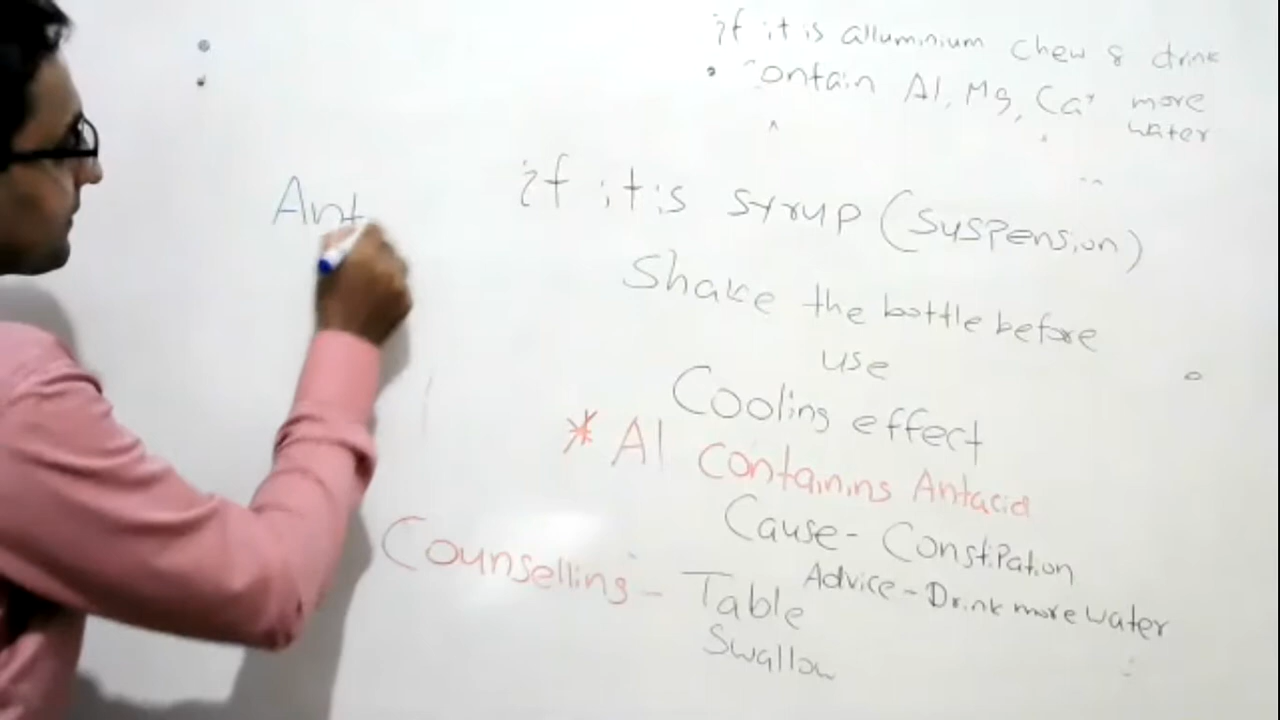 if it is alluminium chew & drink
• Contain Al, Mg, Ca+ more
water
Ant
if it is syrup (suspension)
Shake the bottle before
use
Cooling effect
* Al Containing Antacid
Cause - Constipation
Advice - Drink more water
Counselling - Table
Swallow